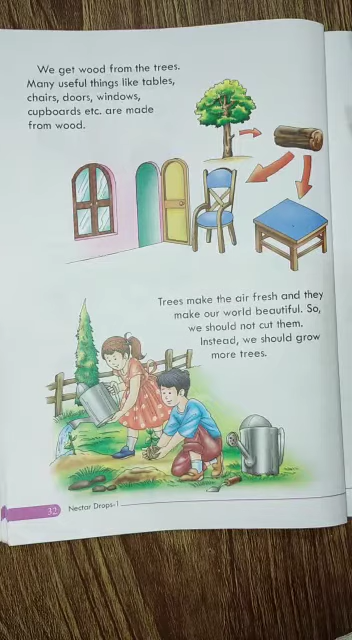 We get wood from the trees.
Many useful things like tables,
chairs, doors, windows,
cupboards etc. are made
from wood.
Trees make the air fresh and they
make our world beautiful. So,
we should not cut them.
Instead, we should grow
more trees.
32 Nectar Drops-1